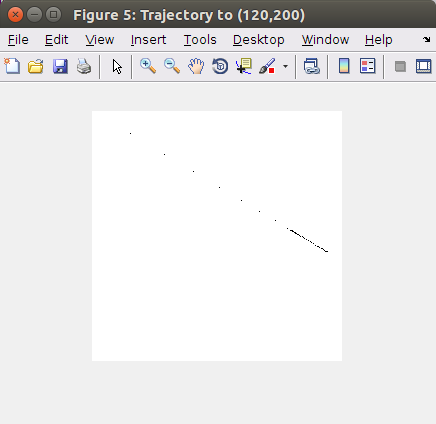 Figure 5: Trajectory to (120,200)
File Edit View Insert Tools Desktop Window Help